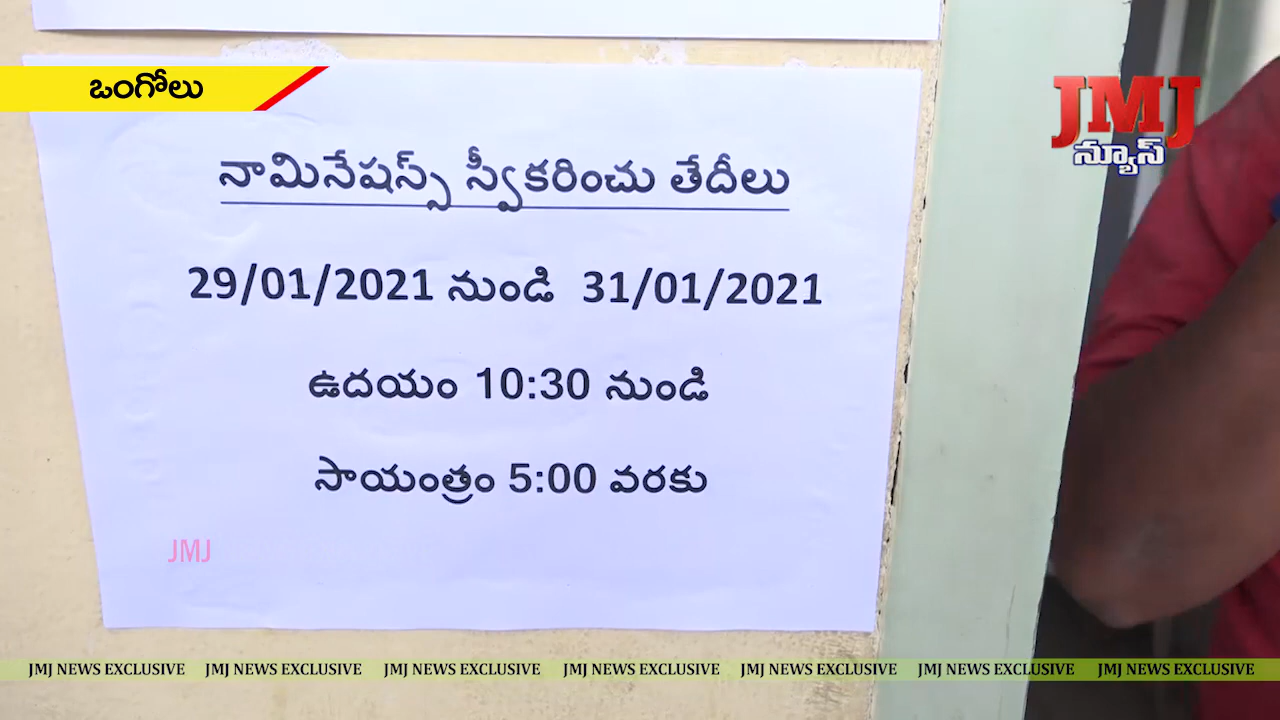 ఒంగోలు
JMJ
న్యూస్
నామినేషన్స్ స్వీకరించు తేదీలు
29/01/2021 నుండి 31/01/2021
ఉదయం 10:30 నుండి
సాయంత్రం 5:00 వరకు
JMJ
JMJ NEWS EXCLUSIVE JMJ NEWS EXCLUSIVE JMJ NEWS EXCLUSIVE JMJ NEWS EXCLUSIVE JMJ NEWS EXCLUSIVE JMJ NEWS EXCLUSIVE JMJ NEWS EXCLUSIVE